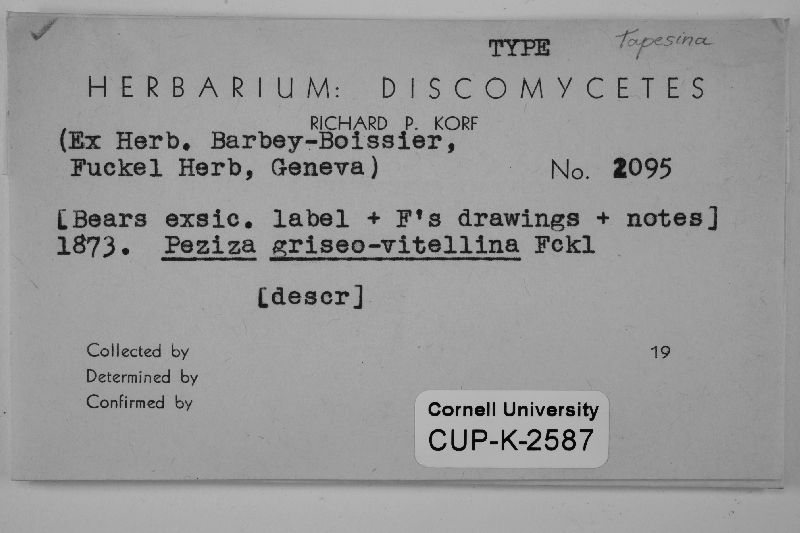 TYPE Tapesina
HERBARIUM: DISCOMYCETES
RICHARD P. KORF
(Ex Herb. Barbey-Boissier,
Fuckel Herb, Geneva) No. 2095
[Bears exsic. label + F's drawings + notes]
1873. Peziza griseo-vitellina Fckl
[descr]
Collected by 19
Determined by
Confirmed by
Cornell University
CUP-K-2587